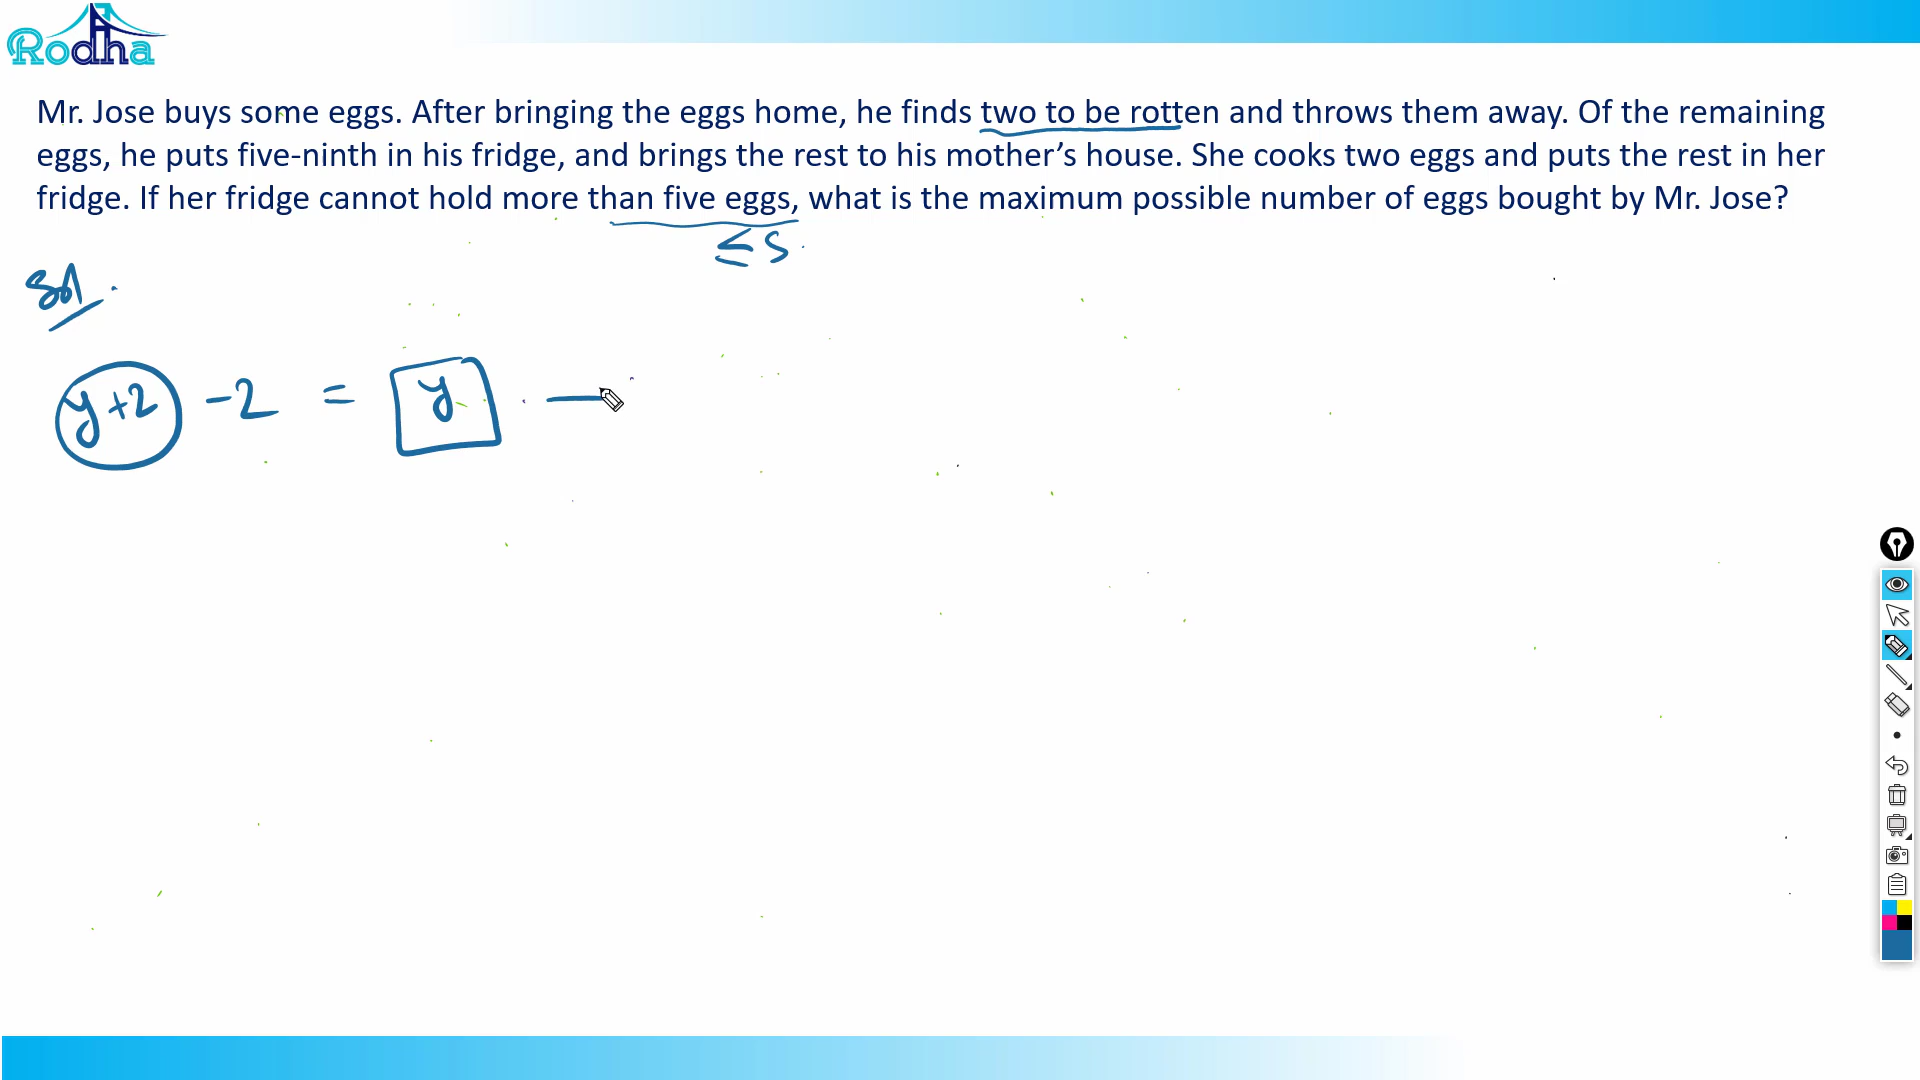 Rodha
Mr. Jose buys some eggs. After bringing the eggs home, he finds two to be rotten and throws them away. Of the remaining
eggs, he puts five-ninth in his fridge, and brings the rest to his mother’s house. She cooks two eggs and puts the rest in her
fridge. If her fridge cannot hold more than five eggs, what is the maximum possible number of eggs bought by Mr. Jose?
≤ 5
Sol.
y+2 -2 = y